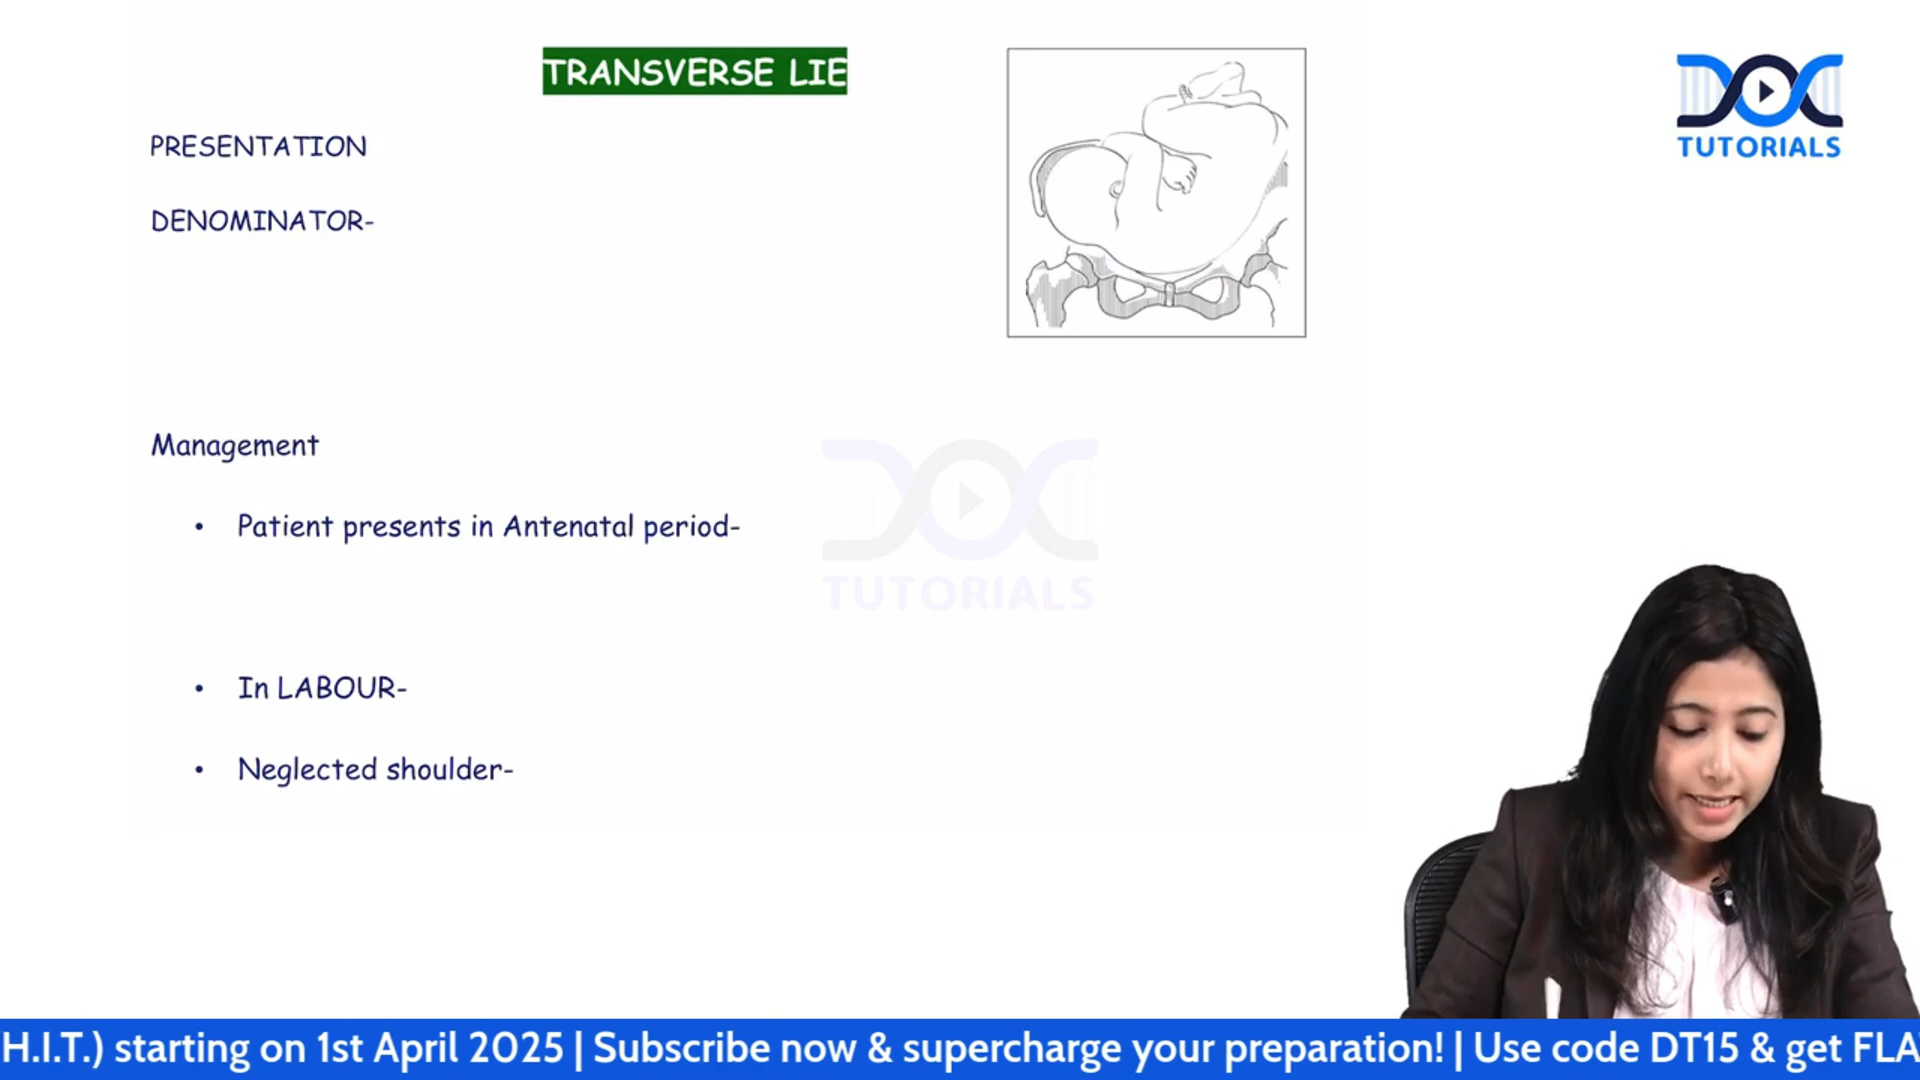 TRANSVERSE LIE
DOC
TUTORIALS
PRESENTATION
DENOMINATOR-
Management
• Patient presents in Antenatal period-
DOC
TUTORIALS
• In LABOUR-
• Neglected shoulder-
H.I.T.) starting on 1st April 2025 | Subscribe now & supercharge your preparation! | Use code DT15 & get FLA